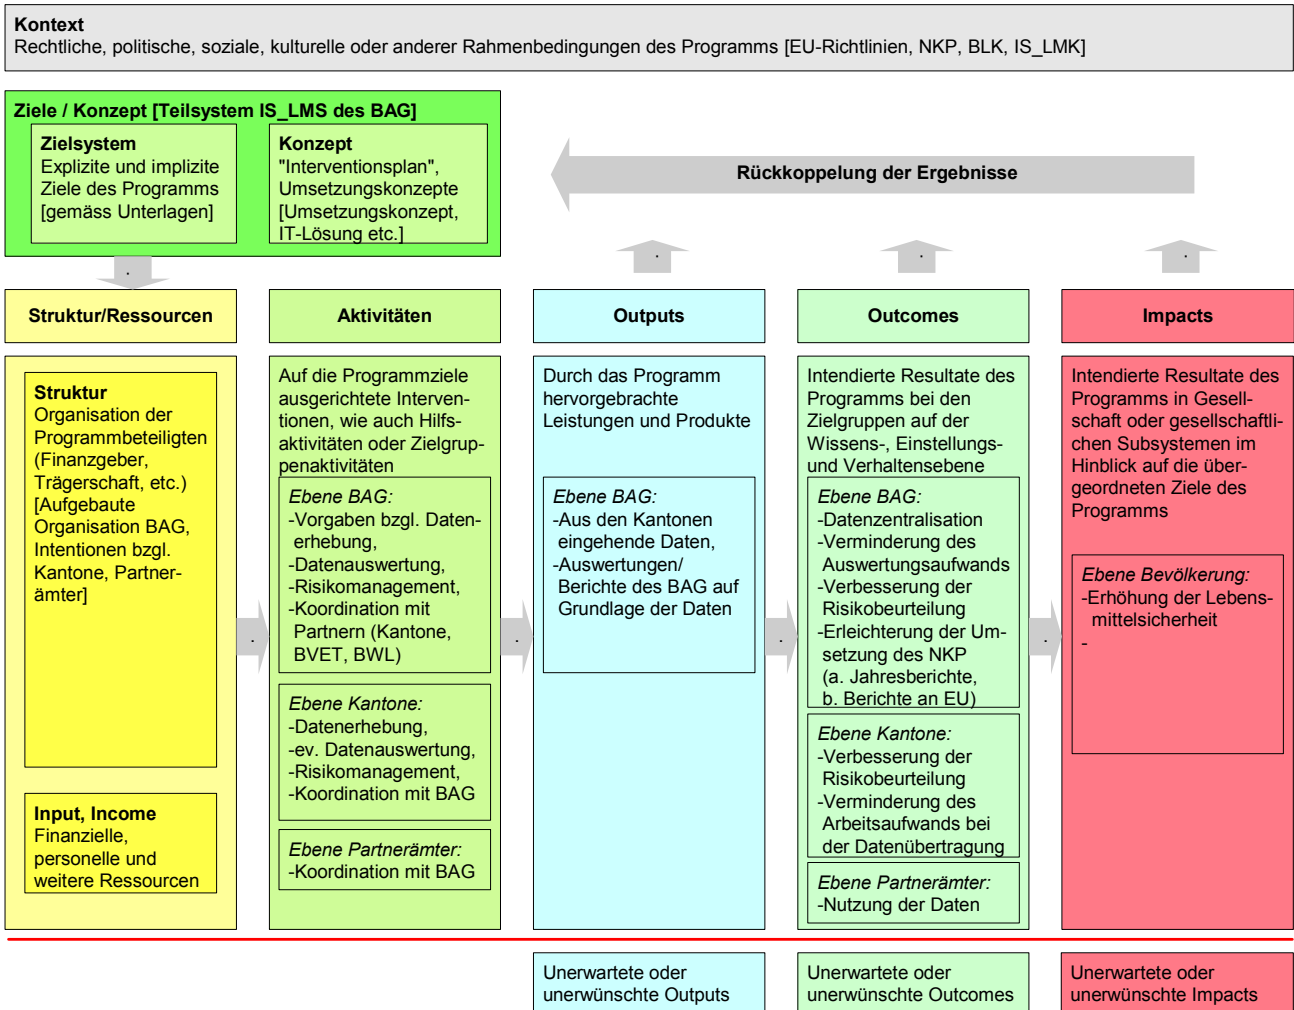 Kontext
Rechtliche, politische, soziale, kulturelle oder anderer Rahmenbedingungen des Programms [EU-Richtlinien, NKP, BLK, IS_LMK]
Ziele / Konzept [Teilsystem IS_LMS des BAG]
Zielsystem
Explizite und implizite
Ziele des Programms
[gemäss Unterlagen]
Konzept
"Interventionsplan",
Umsetzungskonzepte
[Umsetzungskonzept,
IT-Lösung etc.]
Rückkoppelung der Ergebnisse
Struktur/Ressourcen
Aktivitäten
Outputs
Outcomes
Impacts
Struktur
Organisation der
Programmbeteiligten
(Finanzgeber,
Trägerschaft, etc.)
[Aufgebaute
Organisation BAG,
Intentionen bzgl.
Kantone, Partner-
ämter]
Input, Income
Finanzielle,
personelle und
weitere Ressourcen
Auf die Programmziele
ausgerichtete Interven-
tionen, wie auch Hilfs-
aktivitäten oder Zielgrup-
penaktivitäten
Ebene BAG:
-Vorgaben bzgl. Daten-
erhebung,
-Datenauswertung,
-Risikomanagement,
-Koordination mit
Partnern (Kantone,
BVET, BWL)
Ebene Kantone:
-Datenerhebung,
-ev. Datenauswertung,
-Risikomanagement,
-Koordination mit BAG
Ebene Partnerämter:
-Koordination mit BAG
Durch das Programm
hervorgebrachte
Leistungen und Produkte
Ebene BAG:
-Aus den Kantonen
eingehende Daten,
-Auswertungen/
Berichte des BAG auf
Grundlage der Daten
Intendierte Resultate des
Programms bei den
Zielgruppen auf der
Wissens-, Einstellungs-
und Verhaltensebene
Ebene BAG:
-Datenzentralisation
-Verminderung des
Auswertungsaufwands
-Verbesserung der
Risikobeurteilung
-Erleichterung der Um-
setzung des NKP
(a. Jahresberichte,
b. Berichte an EU)
Ebene Kantone:
-Verbesserung der
Risikobeurteilung
-Verminderung des
Arbeitsaufwands bei
der Datenübertragung
Ebene Partnerämter:
-Nutzung der Daten
Intendierte Resultate des
Programms in Gesell-
schaft oder gesellschaftli-
chen Subsystemen im
Hinblick auf die über-
geordneten Ziele des
Programms
Ebene Bevölkerung:
-Erhöhung der Lebens-
mittelsicherheit
-
Unerwartete oder
unerwünschte Outputs
Unerwartete oder
unerwünschte Outcomes
Unerwartete oder
unerwünschte Impacts